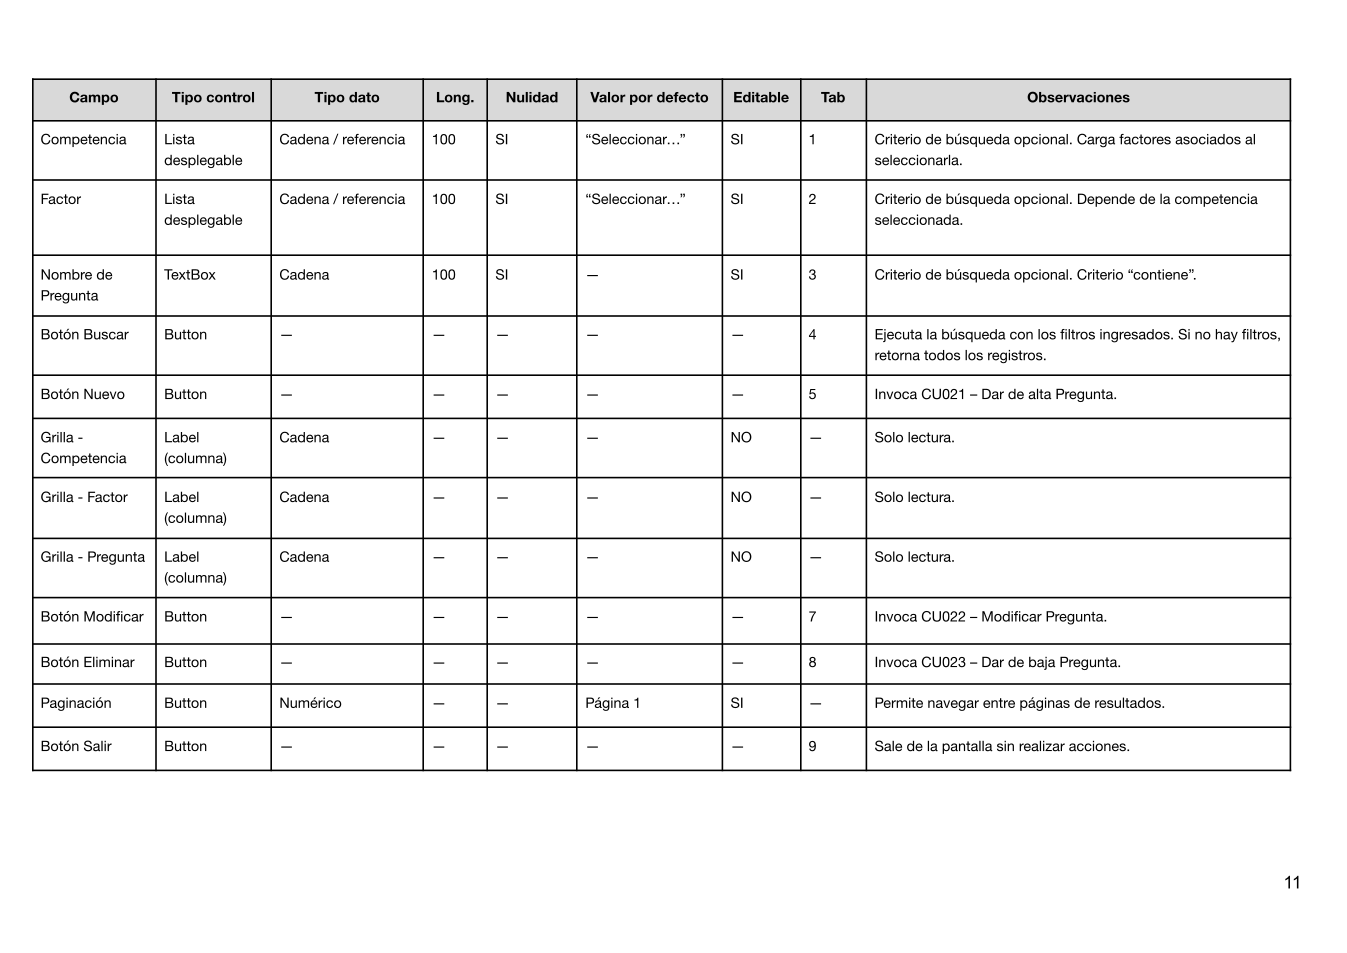 Campo Tipo control Tipo dato Long. Nulidad Valor por defecto Editable Tab Observaciones
Competencia Lista desplegable Cadena / referencia 100 SI “Seleccionar...” SI 1 Criterio de búsqueda opcional. Carga factores asociados al seleccionarla.
Factor Lista desplegable Cadena / referencia 100 SI “Seleccionar...” SI 2 Criterio de búsqueda opcional. Depende de la competencia seleccionada.
Nombre de Pregunta TextBox Cadena 100 SI — SI 3 Criterio de búsqueda opcional. Criterio “contiene”.
Botón Buscar Button — — — — — 4 Ejecuta la búsqueda con los filtros ingresados. Si no hay filtros, retorna todos los registros.
Botón Nuevo Button — — — — — 5 Invoca CU021 – Dar de alta Pregunta.
Grilla - Competencia Label (columna) Cadena — — — NO — Solo lectura.
Grilla - Factor Label (columna) Cadena — — — NO — Solo lectura.
Grilla - Pregunta Label (columna) Cadena — — — NO — Solo lectura.
Botón Modificar Button — — — — — 7 Invoca CU022 – Modificar Pregunta.
Botón Eliminar Button — — — — — 8 Invoca CU023 – Dar de baja Pregunta.
Paginación Button Numérico — — Página 1 SI — Permite navegar entre páginas de resultados.
Botón Salir Button — — — — — 9 Sale de la pantalla sin realizar acciones.
11